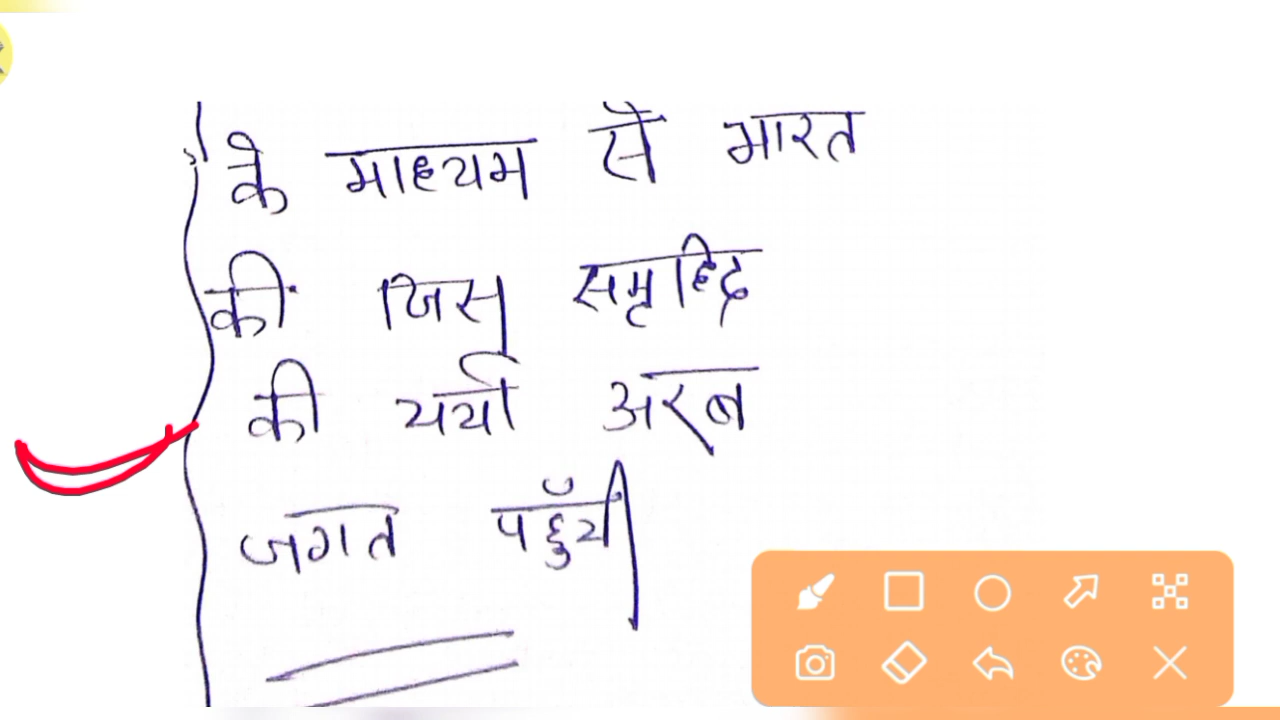 के माध्यम से भारत
की जिस समृद्धि
की चर्चा अरब
जगत पहुँची